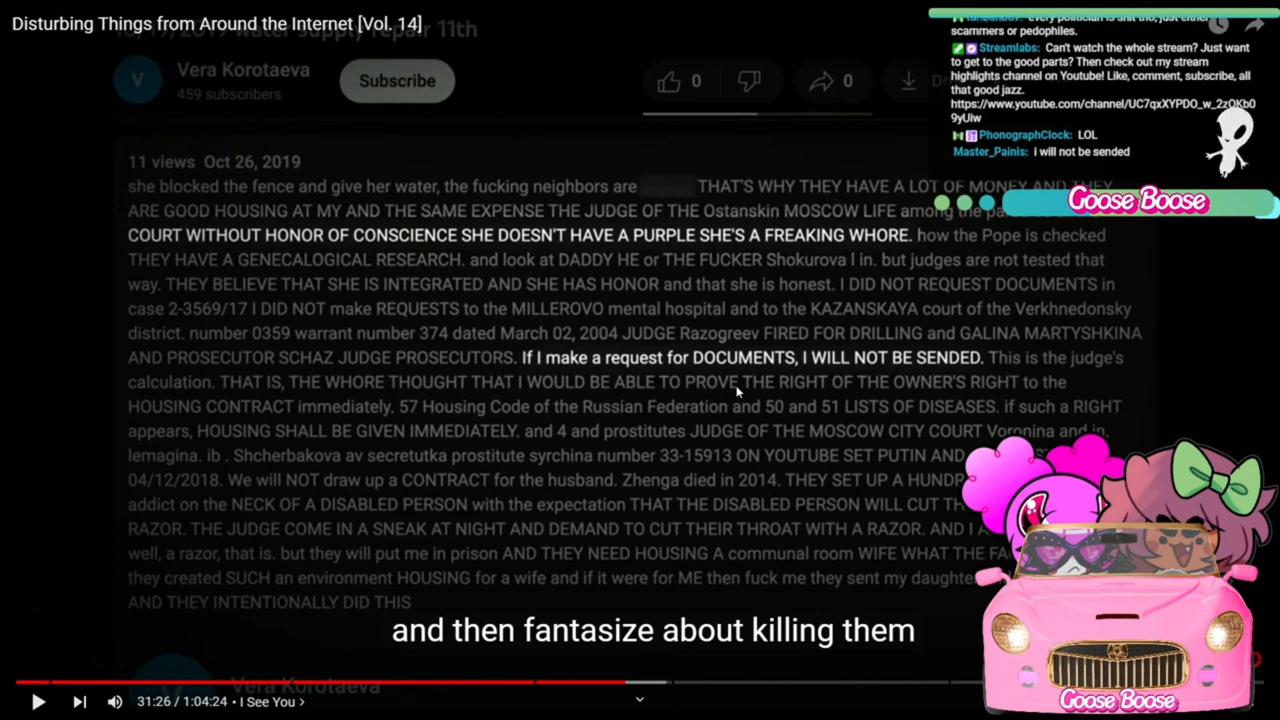 Disturbing Things from Around the Internet [Vol. 14]
water supply repair 11th
V
Vera Korotaeva
459 subscribers
Subscribe
0
0
11 views Oct 26, 2019
she blocked the fence and give her water, the fucking neighbors are THAT'S WHY THEY HAVE A LOT OF MONEY AND THEY
ARE GOOD HOUSING AT MY AND THE SAME EXPENSE THE JUDGE OF THE Ostanskin MOSCOW LIFE among the
COURT WITHOUT HONOR OF CONSCIENCE SHE DOESN'T HAVE A PURPLE SHE'S A FREAKING WHORE. how the Pope is checked
THEY HAVE A GENECALOGICAL RESEARCH. and look at DADDY HE or THE FUCKER Shokurova I in. but judges are not tested that
way. THEY BELIEVE THAT SHE IS INTEGRATED AND SHE HAS HONOR and that she is honest. I DID NOT REQUEST DOCUMENTS in
case 2-3569/17 I DID NOT make REQUESTS to the MILLEROVO mental hospital and to the KAZANSKAYA court of the Verkhnedonsky
district. number 0359 warrant number 374 dated March 02, 2004 JUDGE Razogreev FIRED FOR DRILLING and GALINA MARTYSHKINA
AND PROSECUTOR SCHAZ JUDGE PROSECUTORS. If I make a request for DOCUMENTS, I WILL NOT BE SENDED. This is the judge's
calculation. THAT IS, THE WHORE THOUGHT THAT I WOULD BE ABLE TO PROVE THE RIGHT OF THE OWNER'S RIGHT to the
HOUSING CONTRACT immediately. 57 Housing Code of the Russian Federation and 50 and 51 LISTS OF DISEASES. if such a RIGHT
appears, HOUSING SHALL BE GIVEN IMMEDIATELY. and 4 and prostitutes JUDGE OF THE MOSCOW CITY COURT Voronina and in.
lemagina. ib . Shcherbakova as secretutka prostitute syrchina number 33-15913 ON YOUTUBE SET PUTIN AND
04/12/2018. We will NOT draw up a CONTRACT for the husband. Zhenga died in 2014. THEY SET UP A
addict on the NECK OF A DISABLED PERSON with the expectation THAT THE DISABLED PERSON WILL CUT
RAZOR. THE JUDGE COME IN A SNEAK AT NIGHT AND DEMAND TO CUT THEIR THROAT WITH A RAZOR. AND I
well, a razor, that is. but they will put me in prison AND THEY NEED HOUSING A communal room WIFE WHAT THE
they created SUCH an environment HOUSING for a wife and if it were for ME then fuck me they sent my
AND THEY INTENTIONALLY DID THIS
and then fantasize about killing them
Vera Korotaeva
31:26 / 1:04:24 • I See You >
Every politician is shit tho, just either
scammers or pedophiles.
Streamlabs: Can't watch the whole stream? Just want
to get to the good parts? Then check out my stream
highlights channel on Youtube! Like, comment, subscribe, all
that good jazz.
https://www.youtube.com/channel/UC7qxXYPDO_w_2zQKb0
9yUiw
PhonographClock: LOL
Master_Painis: i will not be sended
Goose Boose
Goose Boose